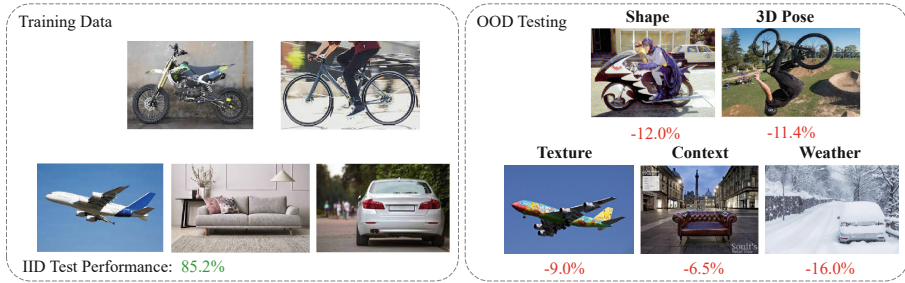 Training Data
IID Test Performance: 85.2%
OOD Testing
Shape
3D Pose
-12.0%
-11.4%
Texture
Context
Weather
Souit's
-9.0%
-6.5%
-16.0%